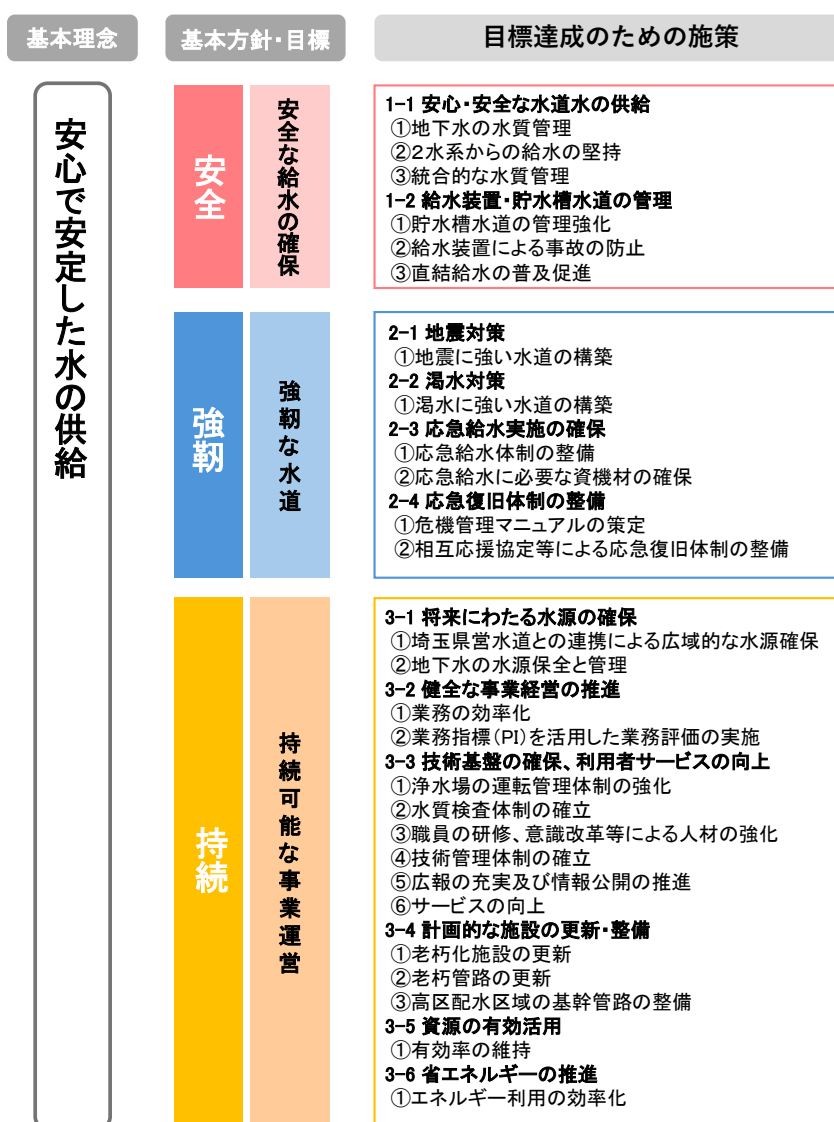 基本理念
基本方針・目標
目標達成のための施策
安心で安定した水の供給
安全
安全な給水の確保
1-1 安心・安全な水道水の供給
①地下水の水質管理
②2水系からの給水の堅持
③統合的な水質管理
1-2 給水装置・貯水槽水道の管理
①貯水槽水道の管理強化
②給水装置による事故の防止
③直結給水の普及促進
強靭
強靭な水道
2-1 地震対策
①地震に強い水道の構築
2-2 渇水対策
①渇水に強い水道の構築
2-3 応急給水実施の確保
①応急給水体制の整備
②応急給水に必要な資機材の確保
2-4 応急復旧体制の整備
①危機管理マニュアルの策定
②相互応援協定等による応急復旧体制の整備
持続
持続可能な事業運営
3-1 将来にわたる水源の確保
①埼玉県営水道との連携による広域的な水源確保
②地下水の水源保全と管理
3-2 健全な事業経営の推進
①業務の効率化
②業務指標(PI)を活用した業務評価の実施
3-3 技術基盤の確保、利用者サービスの向上
①浄水場の運転管理体制の強化
②水質検査体制の確立
③職員の研修、意識改革等による人材の強化
④技術管理体制の確立
⑤広報の充実及び情報公開の推進
⑥サービスの向上
3-4 計画的な施設の更新・整備
①老朽化施設の更新
②老朽管路の更新
③高区配水区域の基幹管路の整備
3-5 資源の有効活用
①有効率の維持
3-6 省エネルギーの推進
①エネルギー利用の効率化